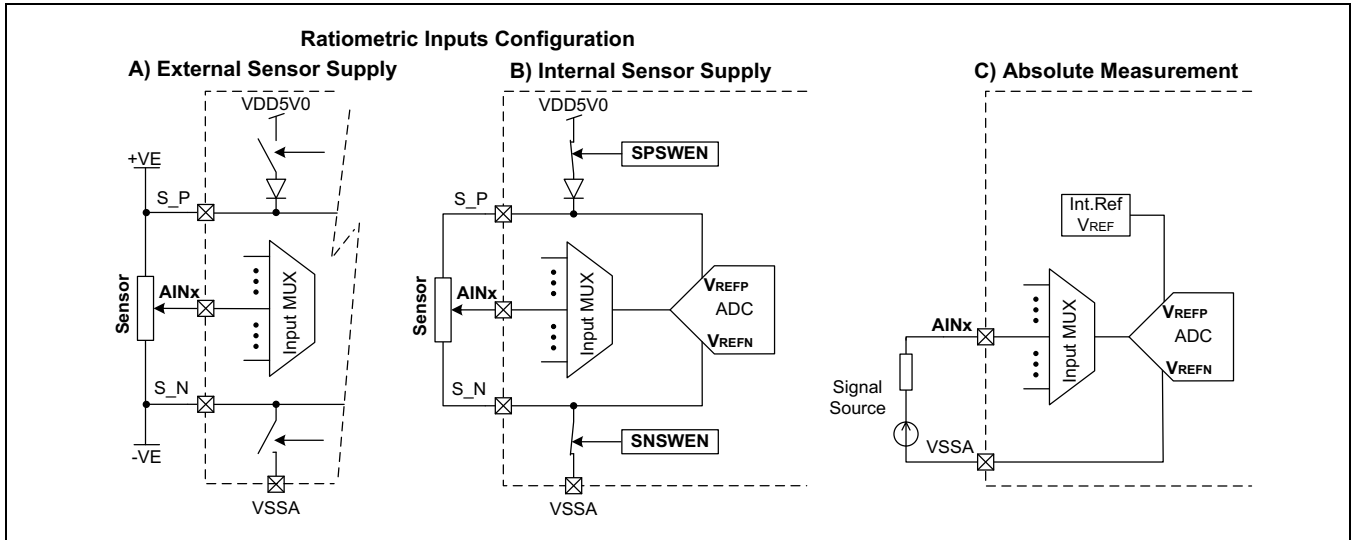 Ratiometric Inputs Configuration
A) External Sensor Supply
VDD5V0
+VE
S_P
Sensor
AINx
Input MUX
S_N
-VE
VSSA
B) Internal Sensor Supply
VDD5V0
SPSWEN
S_P
Sensor
AINx
Input MUX
VREFP
ADC
VREFN
S_N
SNSWEN
VSSA
C) Absolute Measurement
Int.Ref
VREF
AINx
Input MUX
VREFP
ADC
VREFN
Signal
Source
VSSA